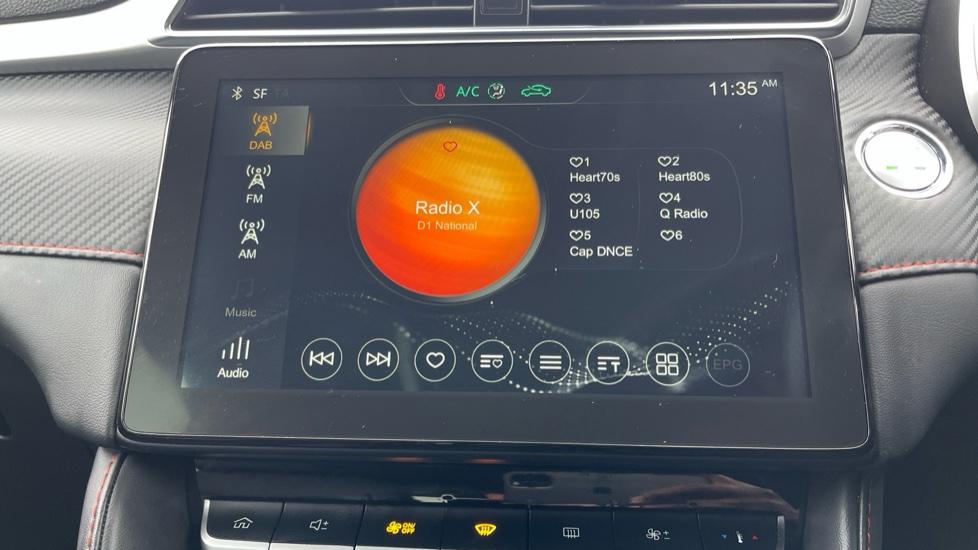 SF TA
A/C
11:35 AM
DAB
FM
AM
Music
Audio
Radio X
D1 National
1
Heart70s
2
Heart80s
3
U105
4
Q Radio
5
Cap DNCE
6
T
EPG
ON/
OFF